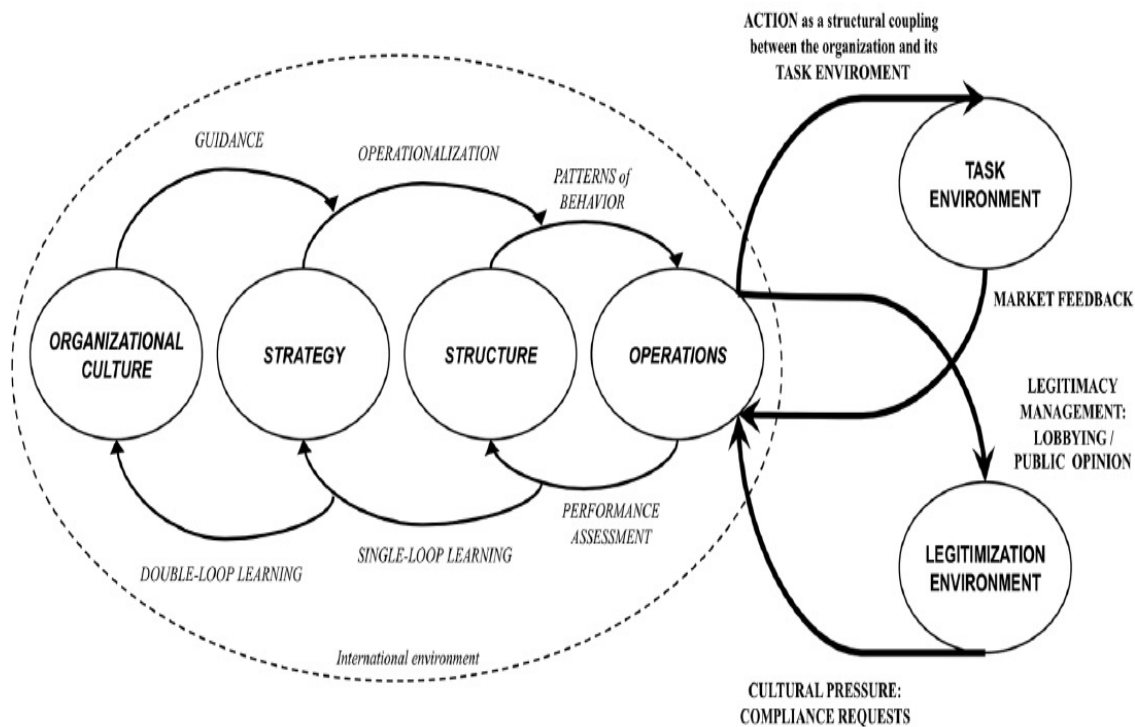 ACTION as a structural coupling
between the organization and its
TASK ENVIROMENT
GUIDANCE
OPERATIONALIZATION
PATTERNS of
BEHAVIOR
TASK
ENVIRONMENT
ORGANIZATIONAL
CULTURE
STRATEGY
STRUCTURE
OPERATIONS
MARKET FEEDBACK
LEGITIMACY
MANAGEMENT:
LOBBYING /
PUBLIC OPINION
PERFORMANCE
ASSESSMENT
SINGLE-LOOP LEARNING
DOUBLE-LOOP LEARNING
LEGITIMIZATION
ENVIRONMENT
International environment
CULTURAL PRESSURE:
COMPLIANCE REQUESTS